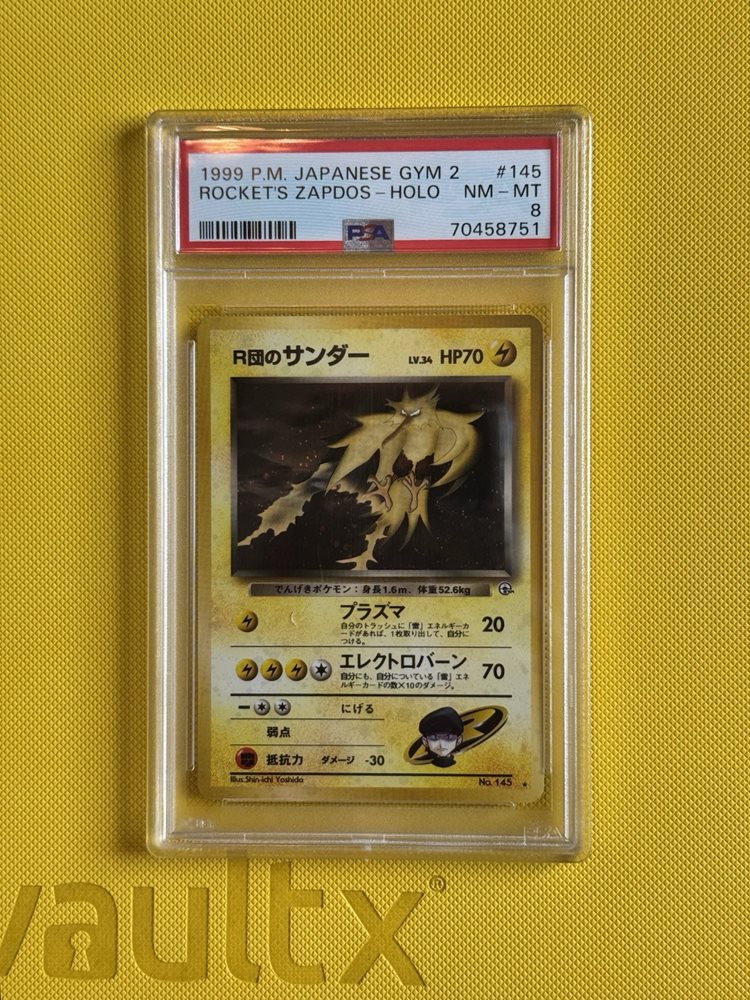 1999 P.M. JAPANESE GYM 2 #145
ROCKET'S ZAPDOS - HOLO NM - MT
8
PSA 70458751
R団のサンダー LV.34 HP70
でんげきポケモン：身長1.6m、体重52.6kg
プラズマ 20
自分のトラッシュに「雷」エネルギーカ
ードがあれば、1枚取り出して、自分に
つける。
エレクトロバーン 70
自分にも、自分についている「雷」エネ
ルギーカードの数×10のダメージ。
にげる
弱点
抵抗力 ダメージ -30
Illus.Shin-ichi Yoshida No.145 ★
vaultx®